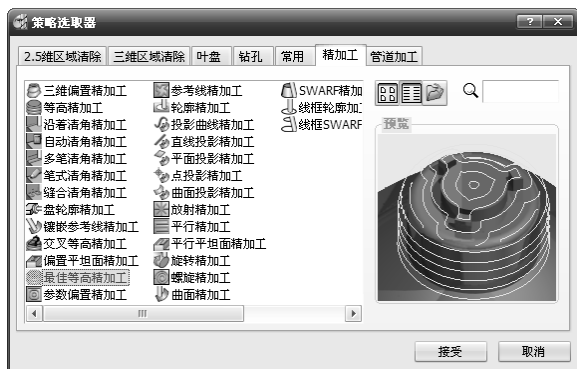 策略选取器
2.5维区域清除 三维区域清除 叶盘 钻孔 常用 精加工 管道加工
三维偏置精加工
等高精加工
沿着清角精加工
自动清角精加工
多笔清角精加工
笔式清角精加工
缝合清角精加工
盘轮廓精加工
镶嵌参考线精加工
交叉等高精加工
偏置平坦面精加工
最佳等高精加工
参数偏置精加工
参考线精加工
轮廓精加工
投影曲线精加工
直线投影精加工
平面投影精加工
点投影精加工
曲面投影精加工
放射精加工
平行精加工
平行平坦面精加工
旋转精加工
螺旋精加工
曲面精加工
SWARF精加
线框轮廓加
线框SWARF
预览
接受 取消